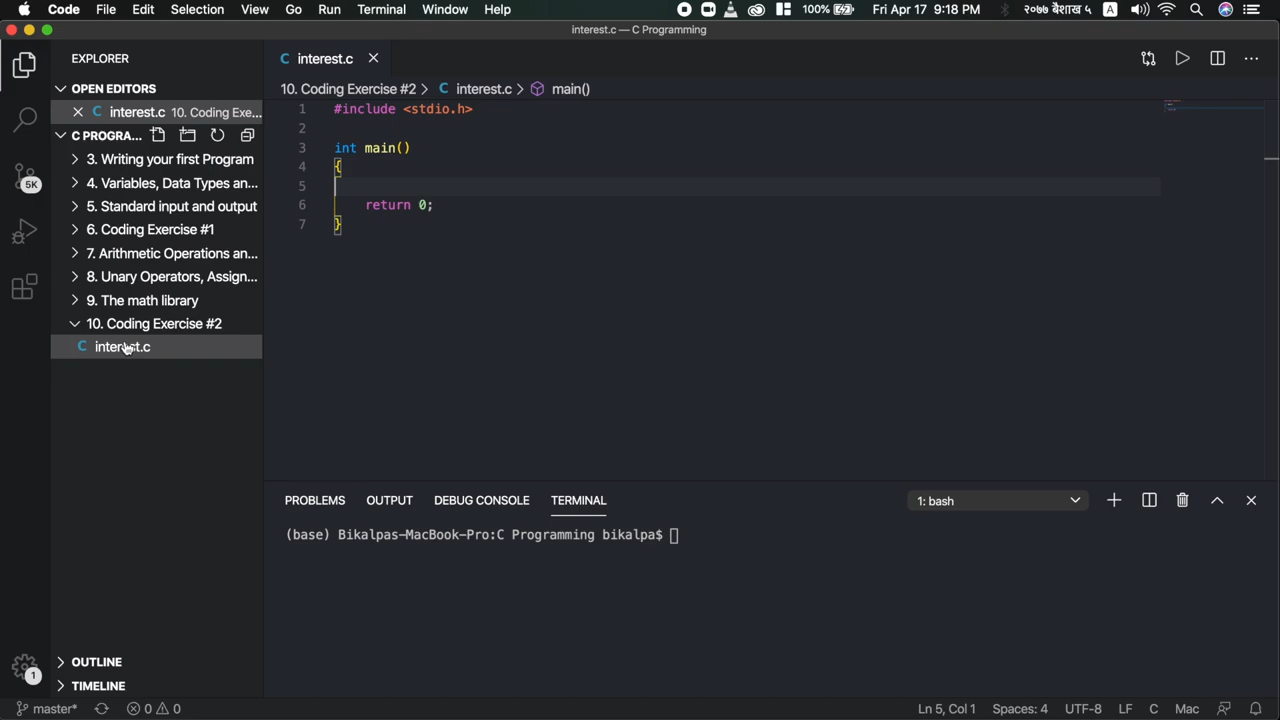 Code File Edit Selection View Go Run Terminal Window Help 100% Fri Apr 17 9:18 PM २०७७ बैशाख ५ A
interest.c — C Programming
EXPLORER
OPEN EDITORS
interest.c 10. Coding Exe...
C PROGRA...
3. Writing your first Program
4. Variables, Data Types an...
5. Standard input and output
6. Coding Exercise #1
7. Arithmetic Operations an...
8. Unary Operators, Assign...
9. The math library
10. Coding Exercise #2
C interest.c
OUTLINE
TIMELINE
5K
1
C interest.c
10. Coding Exercise #2 > C interest.c > main()
1 #include <stdio.h>
2
3 int main()
4 {
5
6 return 0;
7 }
PROBLEMS OUTPUT DEBUG CONSOLE TERMINAL 1: bash
(base) Bikalpas-MacBook-Pro:C Programming bikalpa$
master* 0 0 Ln 5, Col 1 Spaces: 4 UTF-8 LF C Mac